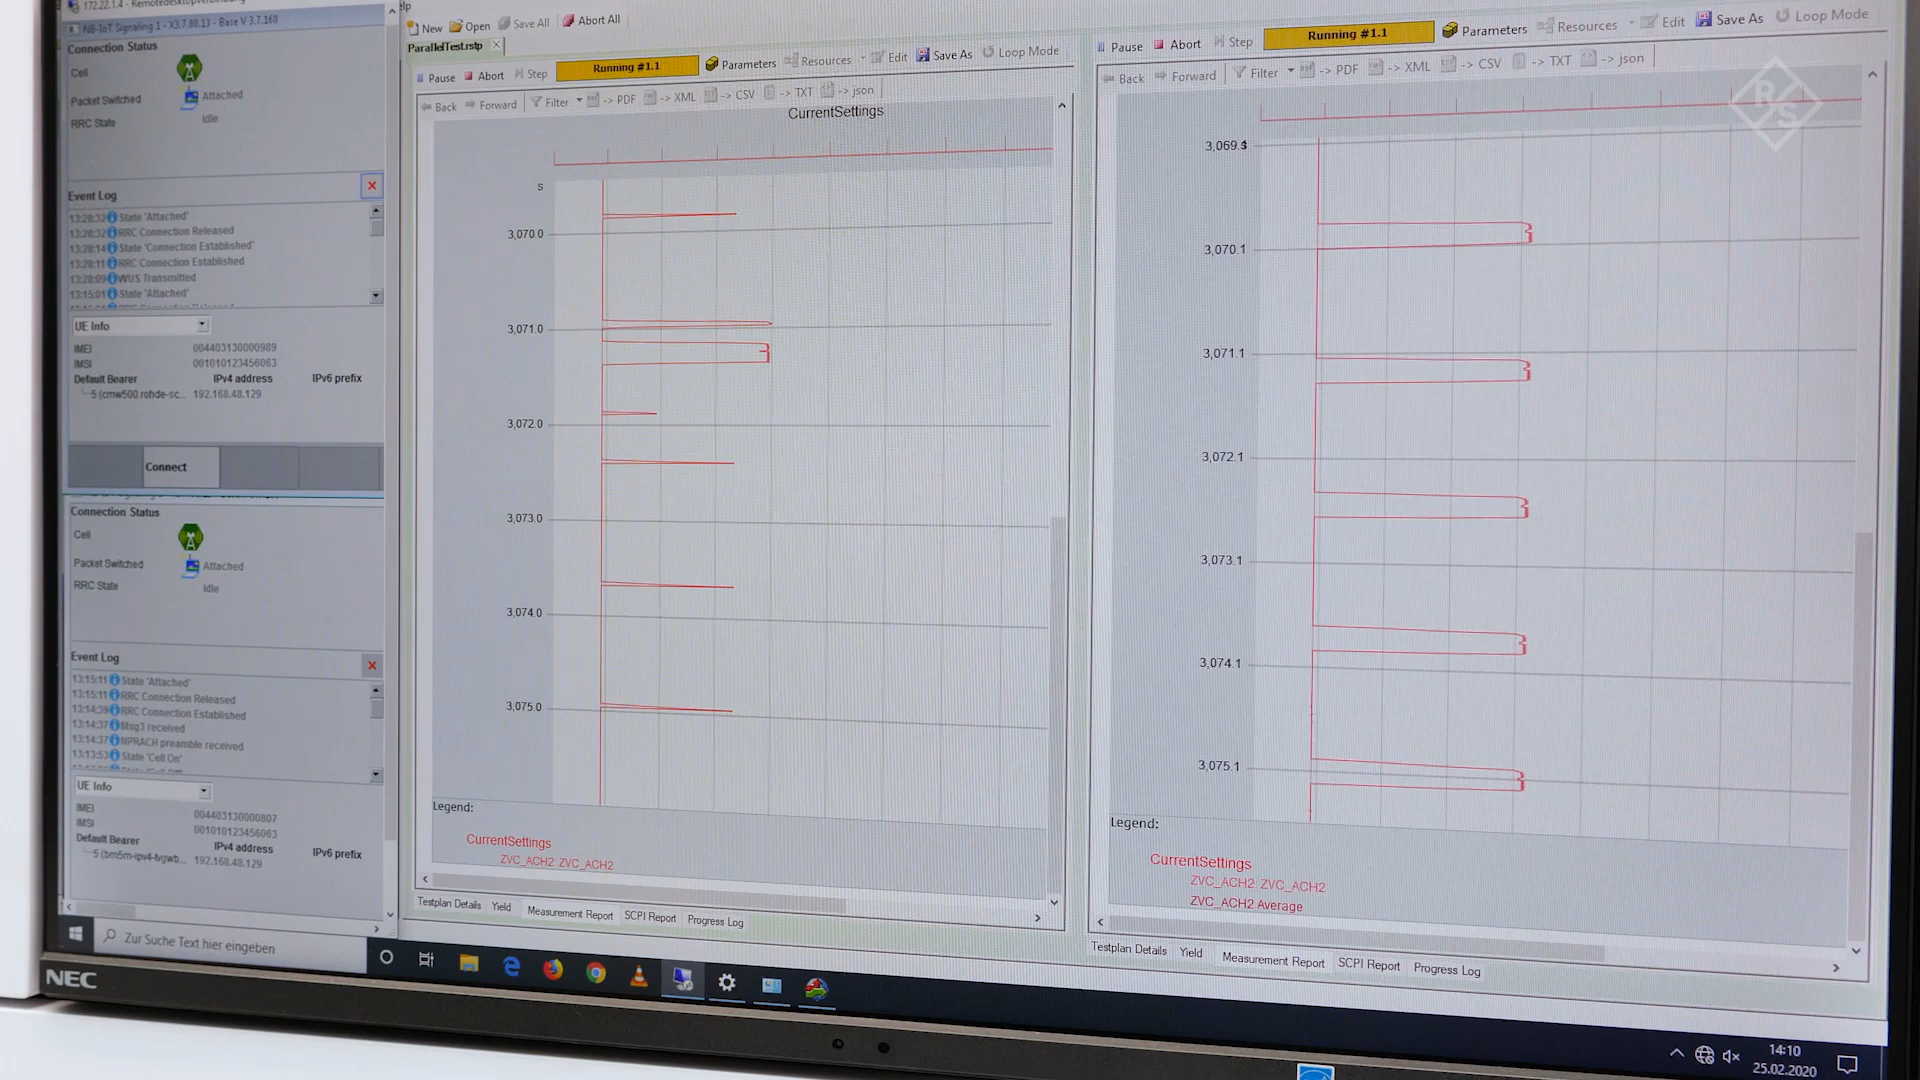 172.22.1.4 - Remotedesktopverbindung
NB-IoT Signaling 1 - X3.7.80.13 - Base V 3.7.160
Connection Status
Cell
Packet Switched
Attached
RRC State
Idle
Event Log
13:28:32 State 'Attached'
13:28:32 RRC Connection Released
13:28:14 State 'Connection Established'
13:28:11 RRC Connection Established
13:28:09 WUS Transmitted
13:15:01 State 'Attached'
UE Info
IMEI 004403130000989
IMSI 001010123456063
Default Bearer IPv4 address IPv6 prefix
5 (cmw500.rohde-sc... 192.168.48.129
Connect
Connection Status
Cell
Packet Switched
Attached
RRC State
Idle
Event Log
13:15:11 State 'Attached'
13:15:11 RRC Connection Released
13:14:39 RRC Connection Established
13:14:37 Msg3 received
13:14:37 NPRACH preamble received
13:13:53 State 'Cell On'
UE Info
IMEI 004403130000807
IMSI 001010123456063
Default Bearer IPv4 address IPv6 prefix
192.168.48.129
New Open Save All Abort All
ParallelTest.rstp
Pause Abort Step Running #1.1 Parameters Resources Edit Save As Loop Mode
Back Forward Filter -> PDF -> XML -> CSV -> TXT -> json
CurrentSettings
s
3,070.0
3,071.0
3,072.0
3,073.0
3,074.0
3,075.0
Legend:
CurrentSettings
ZVC_ACH2: ZVC_ACH2
Testplan Details Yield Measurement Report SCPI Report Progress Log
Pause Abort Step Running #1.1 Parameters Resources Edit Save As Loop Mode
Back Forward Filter -> PDF -> XML -> CSV -> TXT -> json
R S
3,070.1
3,071.1
3,072.1
3,073.1
3,074.1
3,075.1
Legend:
CurrentSettings
ZVC_ACH2: ZVC_ACH2
ZVC_ACH2 Average
Testplan Details Yield Measurement Report SCPI Report Progress Log
Zur Suche Text hier eingeben
14:10
25.02.2020
NEC